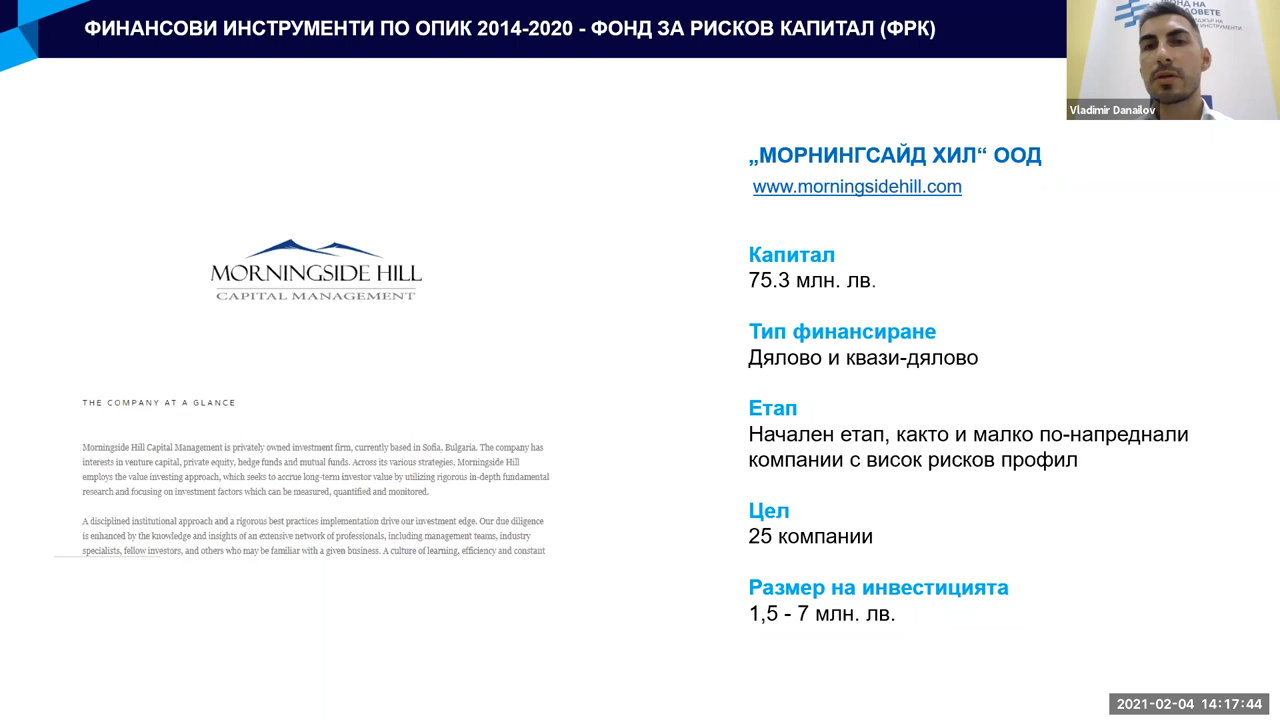 ФИНАНСОВИ ИНСТРУМЕНТИ ПО ОПИК 2014-2020 - ФОНД ЗА РИСКОВ КАПИТАЛ (ФРК)
ФОНД НА
Vladimir Danailov
„МОРНИНГСАЙД ХИЛ“ ООД
www.morningsidehill.com
MORNINGSIDE HILL
CAPITAL MANAGEMENT
Капитал
75.3 млн. лв.
Тип финансиране
Дялово и квази-дялово
Етап
Начален етап, както и малко по-напреднали
компании с висок рисков профил
Цел
25 компании
Размер на инвестицията
1,5 - 7 млн. лв.
THE COMPANY AT A GLANCE
Morningside Hill Capital Management is privately owned investment firm, currently based in Sofia, Bulgaria. The company has
interests in venture capital, private equity, hedge funds and mutual funds. Across its various strategies, Morningside Hill
employs the value investing approach, which seeks to accrue long-term investor value by utilizing rigorous in-depth fundamental
research and focusing on investment factors which can be measured, quantified and monitored.
A disciplined institutional approach and a rigorous best practices implementation drive our investment edge. Our due diligence
is enhanced by the knowledge and insights of an extensive network of professionals, including management teams, industry
specialists, fellow investors, and others who may be familiar with a given business. A culture of learning, efficiency and constant
2021-02-04 14:17:44